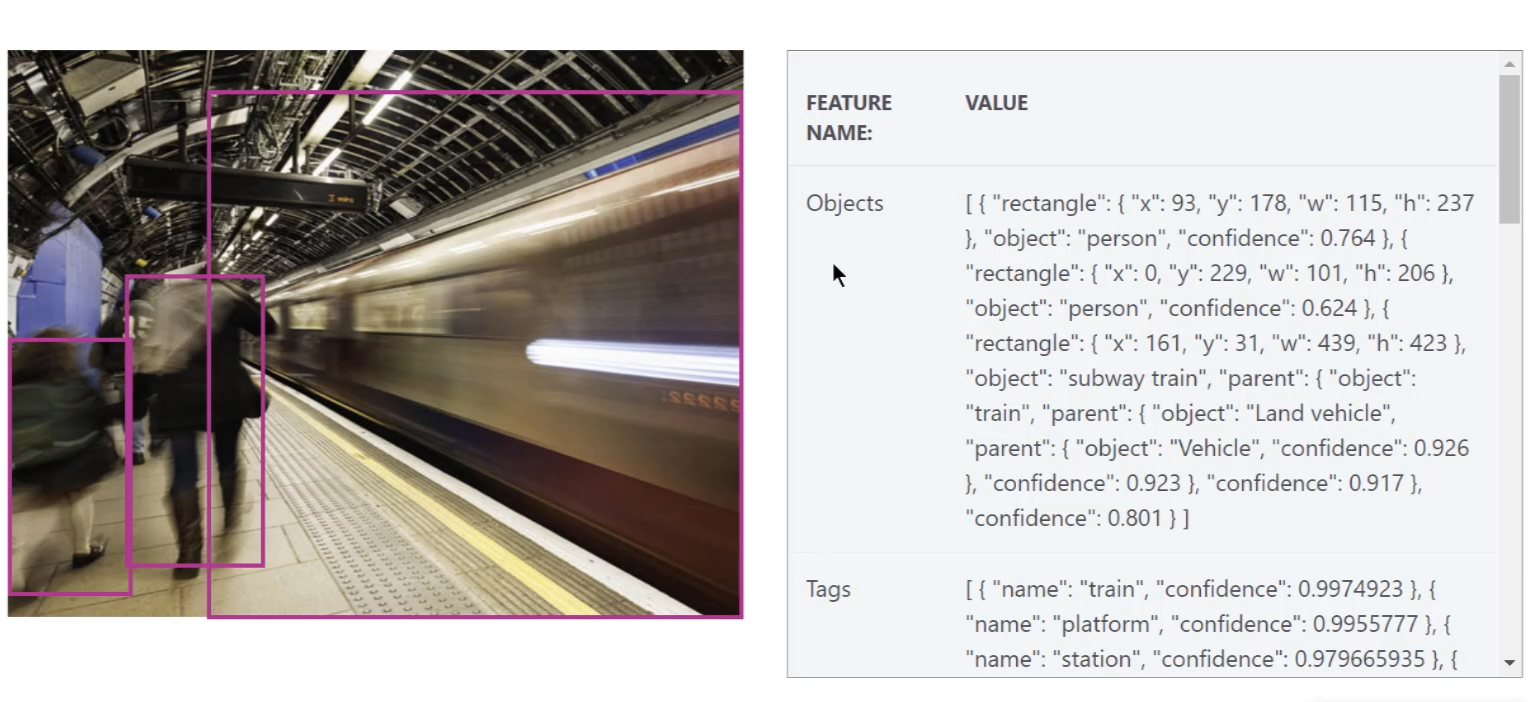 3 mins
FEATURE NAME:
VALUE
Objects
[ { "rectangle": { "x": 93, "y": 178, "w": 115, "h": 237
}, "object": "person", "confidence": 0.764 }, {
"rectangle": { "x": 0, "y": 229, "w": 101, "h": 206 },
"object": "person", "confidence": 0.624 }, {
"rectangle": { "x": 161, "y": 31, "w": 439, "h": 423 },
"object": "subway train", "parent": { "object":
"train", "parent": { "object": "Land vehicle",
"parent": { "object": "Vehicle", "confidence": 0.926
}, "confidence": 0.923 }, "confidence": 0.917 },
"confidence": 0.801 } ]
Tags
[ { "name": "train", "confidence": 0.9974923 }, {
"name": "platform", "confidence": 0.9955777 }, {
"name": "station", "confidence": 0.979665935 }, {